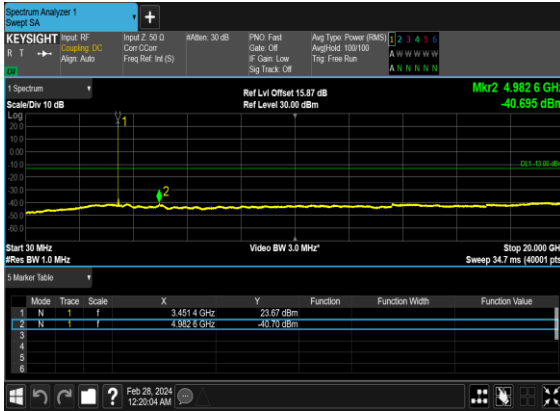 Spectrum Analyzer 1
Swept SA
+
KEYSIGHT Input: RF Input Z: 50 Ω #Atten: 30 dB PNO: Fast Avg Type: Power (RMS) 1 2 3 4 5 6
R T Coupling: DC Corr CCorr Gate: Off Avg|Hold: 100/100 A W W W W W
Align: Auto Freq Ref: Int (S) IF Gain: Low Trig: Free Run
Sig Track: Off A N N N N N
1 Spectrum Ref Lvl Offset 15.87 dB Mkr2 4.982 6 GHz
Scale/Div 10 dB Ref Level 30.00 dBm -40.695 dBm
Log
20.0
10.0
0.00
-10.0
-20.0
-30.0
-40.0
-50.0
-60.0
1
2
DL1 -13.00 dBm
Start 30 MHz Video BW 3.0 MHz* Stop 20.000 GHz
#Res BW 1.0 MHz Sweep 34.7 ms (40001 pts)
5 Marker Table
Mode Trace Scale X Y Function Function Width Function Value
1 N 1 f 3.451 4 GHz 23.67 dBm
2 N 1 f 4.982 6 GHz -40.70 dBm
3
4
5
6
? Feb 28, 2024
12:20:04 AM